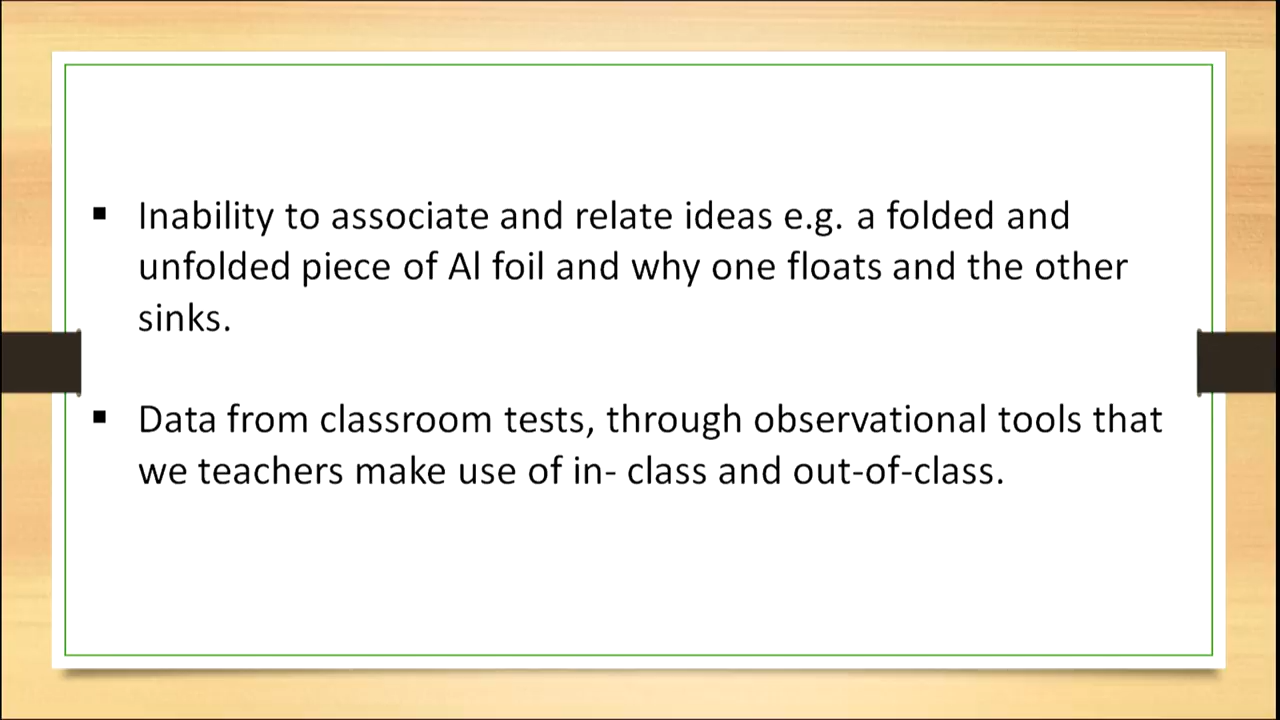 ▪ Inability to associate and relate ideas e.g. a folded and
unfolded piece of Al foil and why one floats and the other
sinks.
▪ Data from classroom tests, through observational tools that
we teachers make use of in- class and out-of-class.